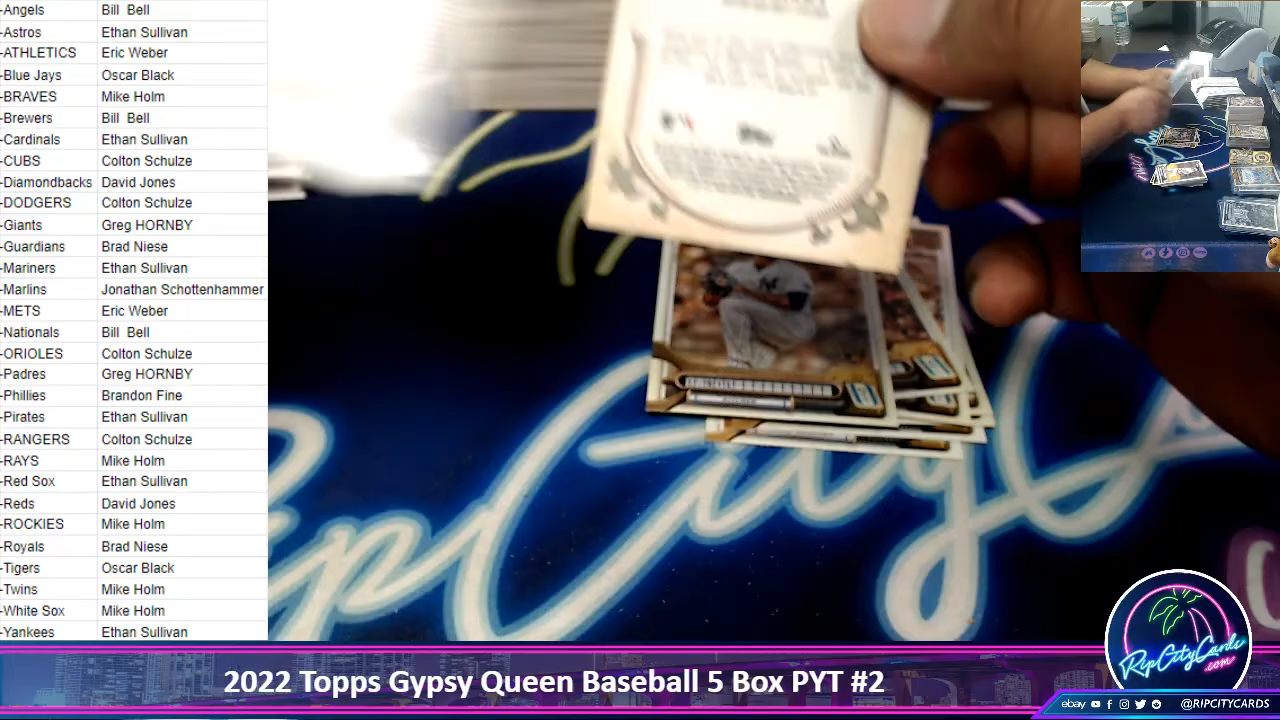 -Angels Bill Bell
-Astros Ethan Sullivan
-ATHLETICS Eric Weber
-Blue Jays Oscar Black
-BRAVES Mike Holm
-Brewers Bill Bell
-Cardinals Ethan Sullivan
-CUBS Colton Schulze
-Diamondbacks David Jones
-DODGERS Colton Schulze
-Giants Greg HORNBY
-Guardians Brad Niese
-Mariners Ethan Sullivan
-Marlins Jonathan Schottenhammer
-METS Eric Weber
-Nationals Bill Bell
-ORIOLES Colton Schulze
-Padres Greg HORNBY
-Phillies Brandon Fine
-Pirates Ethan Sullivan
-RANGERS Colton Schulze
-RAYS Mike Holm
-Red Sox Ethan Sullivan
-Reds David Jones
-ROCKIES Mike Holm
-Royals Brad Niese
-Tigers Oscar Black
-Twins Mike Holm
-White Sox Mike Holm
-Yankees Ethan Sullivan
RipCityCa
2022 Topps Gypsy Queen Baseball 5 Box PYT #2
RipCityCards
.com
ebay @RIPCITYCARDS